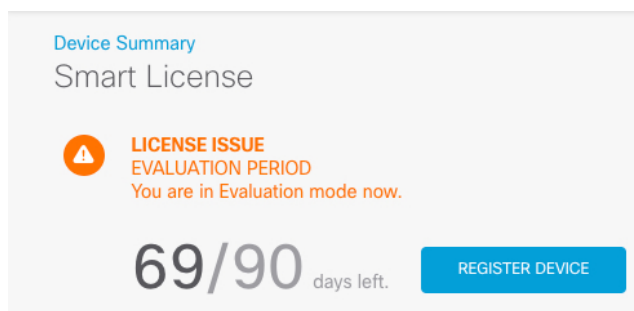 Device Summary
Smart License
LICENSE ISSUE
EVALUATION PERIOD
You are in Evaluation mode now.
69/90 days left.
REGISTER DEVICE